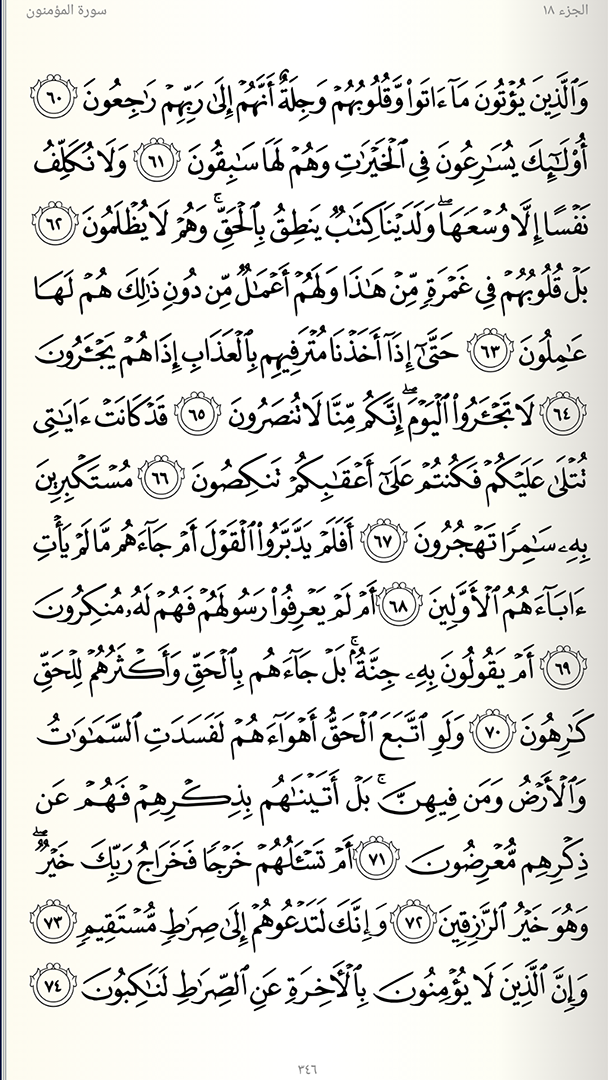 الجزء ١٨
سورة المؤمنون
وَٱلَّذِينَ يُؤۡتُونَ مَآ ءَاتَواْ وَّقُلُوبُهُمۡ وَجِلَةٌ أَنَّهُمۡ إِلَىٰ رَبِّهِمۡ رَٰجِعُونَ ٦٠
أُوْلَٰٓئِكَ يُسَٰرِعُونَ فِي ٱلۡخَيۡرَٰتِ وَهُمۡ لَهَا سَٰبِقُونَ ٦١ وَلَا نُكَلِّفُ
نَفۡسًا إِلَّا وُسۡعَهَاۖ وَلَدَيۡنَا كِتَٰبٞ يَنطِقُ بِٱلۡحَقِّ وَهُمۡ لَا يُظۡلَمُونَ ٦٢
بَلۡ قُلُوبُهُمۡ فِي غَمۡرَةٖ مِّنۡ هَٰذَا وَلَهُمۡ أَعۡمَٰلٞ مِّن دُونِ ذَٰلِكَ هُمۡ لَهَا
عَٰمِلُونَ ٦٣ حَتَّىٰٓ إِذَآ أَخَذۡنَا مُتۡرَفِيهِم بِٱلۡعَذَابِ إِذَا هُمۡ يَجۡـَٔرُونَ
٦٤ لَا تَجۡـَٔرُواْ ٱلۡيَوۡمَۖ إِنَّكُم مِّنَّا لَا تُنصَرُونَ ٦٥ قَدۡ كَانَتۡ ءَايَٰتِي
تُتۡلَىٰ عَلَيۡكُمۡ فَكُنتُمۡ عَلَىٰٓ أَعۡقَٰبِكُمۡ تَنكِصُونَ ٦٦ مُسۡتَكۡبِرِينَ
بِهِۦ سَٰمِرٗا تَهۡجُرُونَ ٦٧ أَفَلَمۡ يَدَّبَّرُواْ ٱلۡقَوۡلَ أَمۡ جَآءَهُم مَّا لَمۡ يَأۡتِ
ءَابَآءَهُمُ ٱلۡأَوَّلِينَ ٦٨ أَمۡ لَمۡ يَعۡرِفُواْ رَسُولَهُمۡ فَهُمۡ لَهُۥ مُنكِرُونَ
٦٩ أَمۡ يَقُولُونَ بِهِۦ جِنَّةُۢۚ بَلۡ جَآءَهُم بِٱلۡحَقِّ وَأَكۡثَرُهُمۡ لِلۡحَقِّ
كَٰرِهُونَ ٧٠ وَلَوِ ٱتَّبَعَ ٱلۡحَقُّ أَهۡوَآءَهُمۡ لَفَسَدَتِ ٱلسَّمَٰوَٰتُ
وَٱلۡأَرۡضُ وَمَن فِيهِنَّۚ بَلۡ أَتَيۡنَٰهُم بِذِكۡرِهِمۡ فَهُمۡ عَن
ذِكۡرِهِم مُّعۡرِضُونَ ٧١ أَمۡ تَسۡـَٔلُهُمۡ خَرۡجٗا فَخَرَاجُ رَبِّكَ خَيۡرٞۖ
وَهُوَ خَيۡرُ ٱلرَّٰزِقِينَ ٧٢ وَإِنَّكَ لَتَدۡعُوهُمۡ إِلَىٰ صِرَٰطٖ مُّسۡتَقِيمٖ ٧٣
وَإِنَّ ٱلَّذِينَ لَا يُؤۡمِنُونَ بِٱلۡأٓخِرَةِ عَنِ ٱلصِّرَٰطِ لَنَٰكِبُونَ ٧٤
٣٤٦